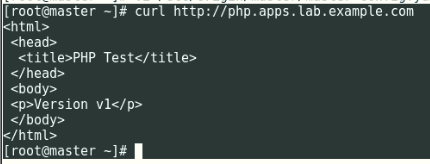 [root@master ~]# curl http://php.apps.lab.example.com
<html>
 <head>
  <title>PHP Test</title>
 </head>
 <body>
 <p>Version v1</p>
 </body>
</html>
[root@master ~]#